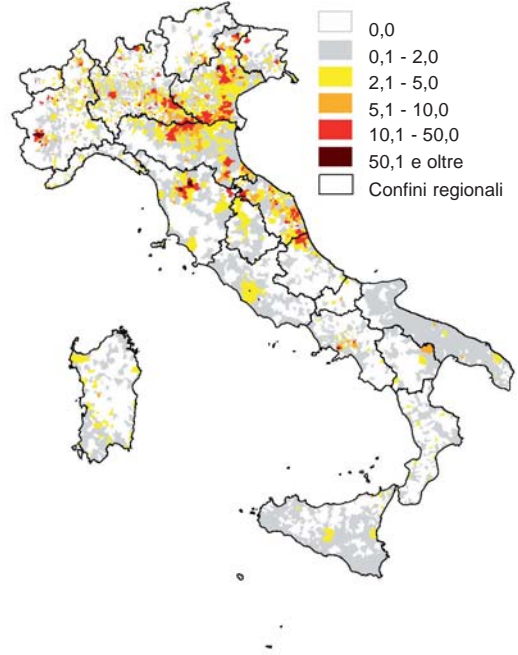 0,0
0,1 - 2,0
2,1 - 5,0
5,1 - 10,0
10,1 - 50,0
50,1 e oltre
Confini regionali